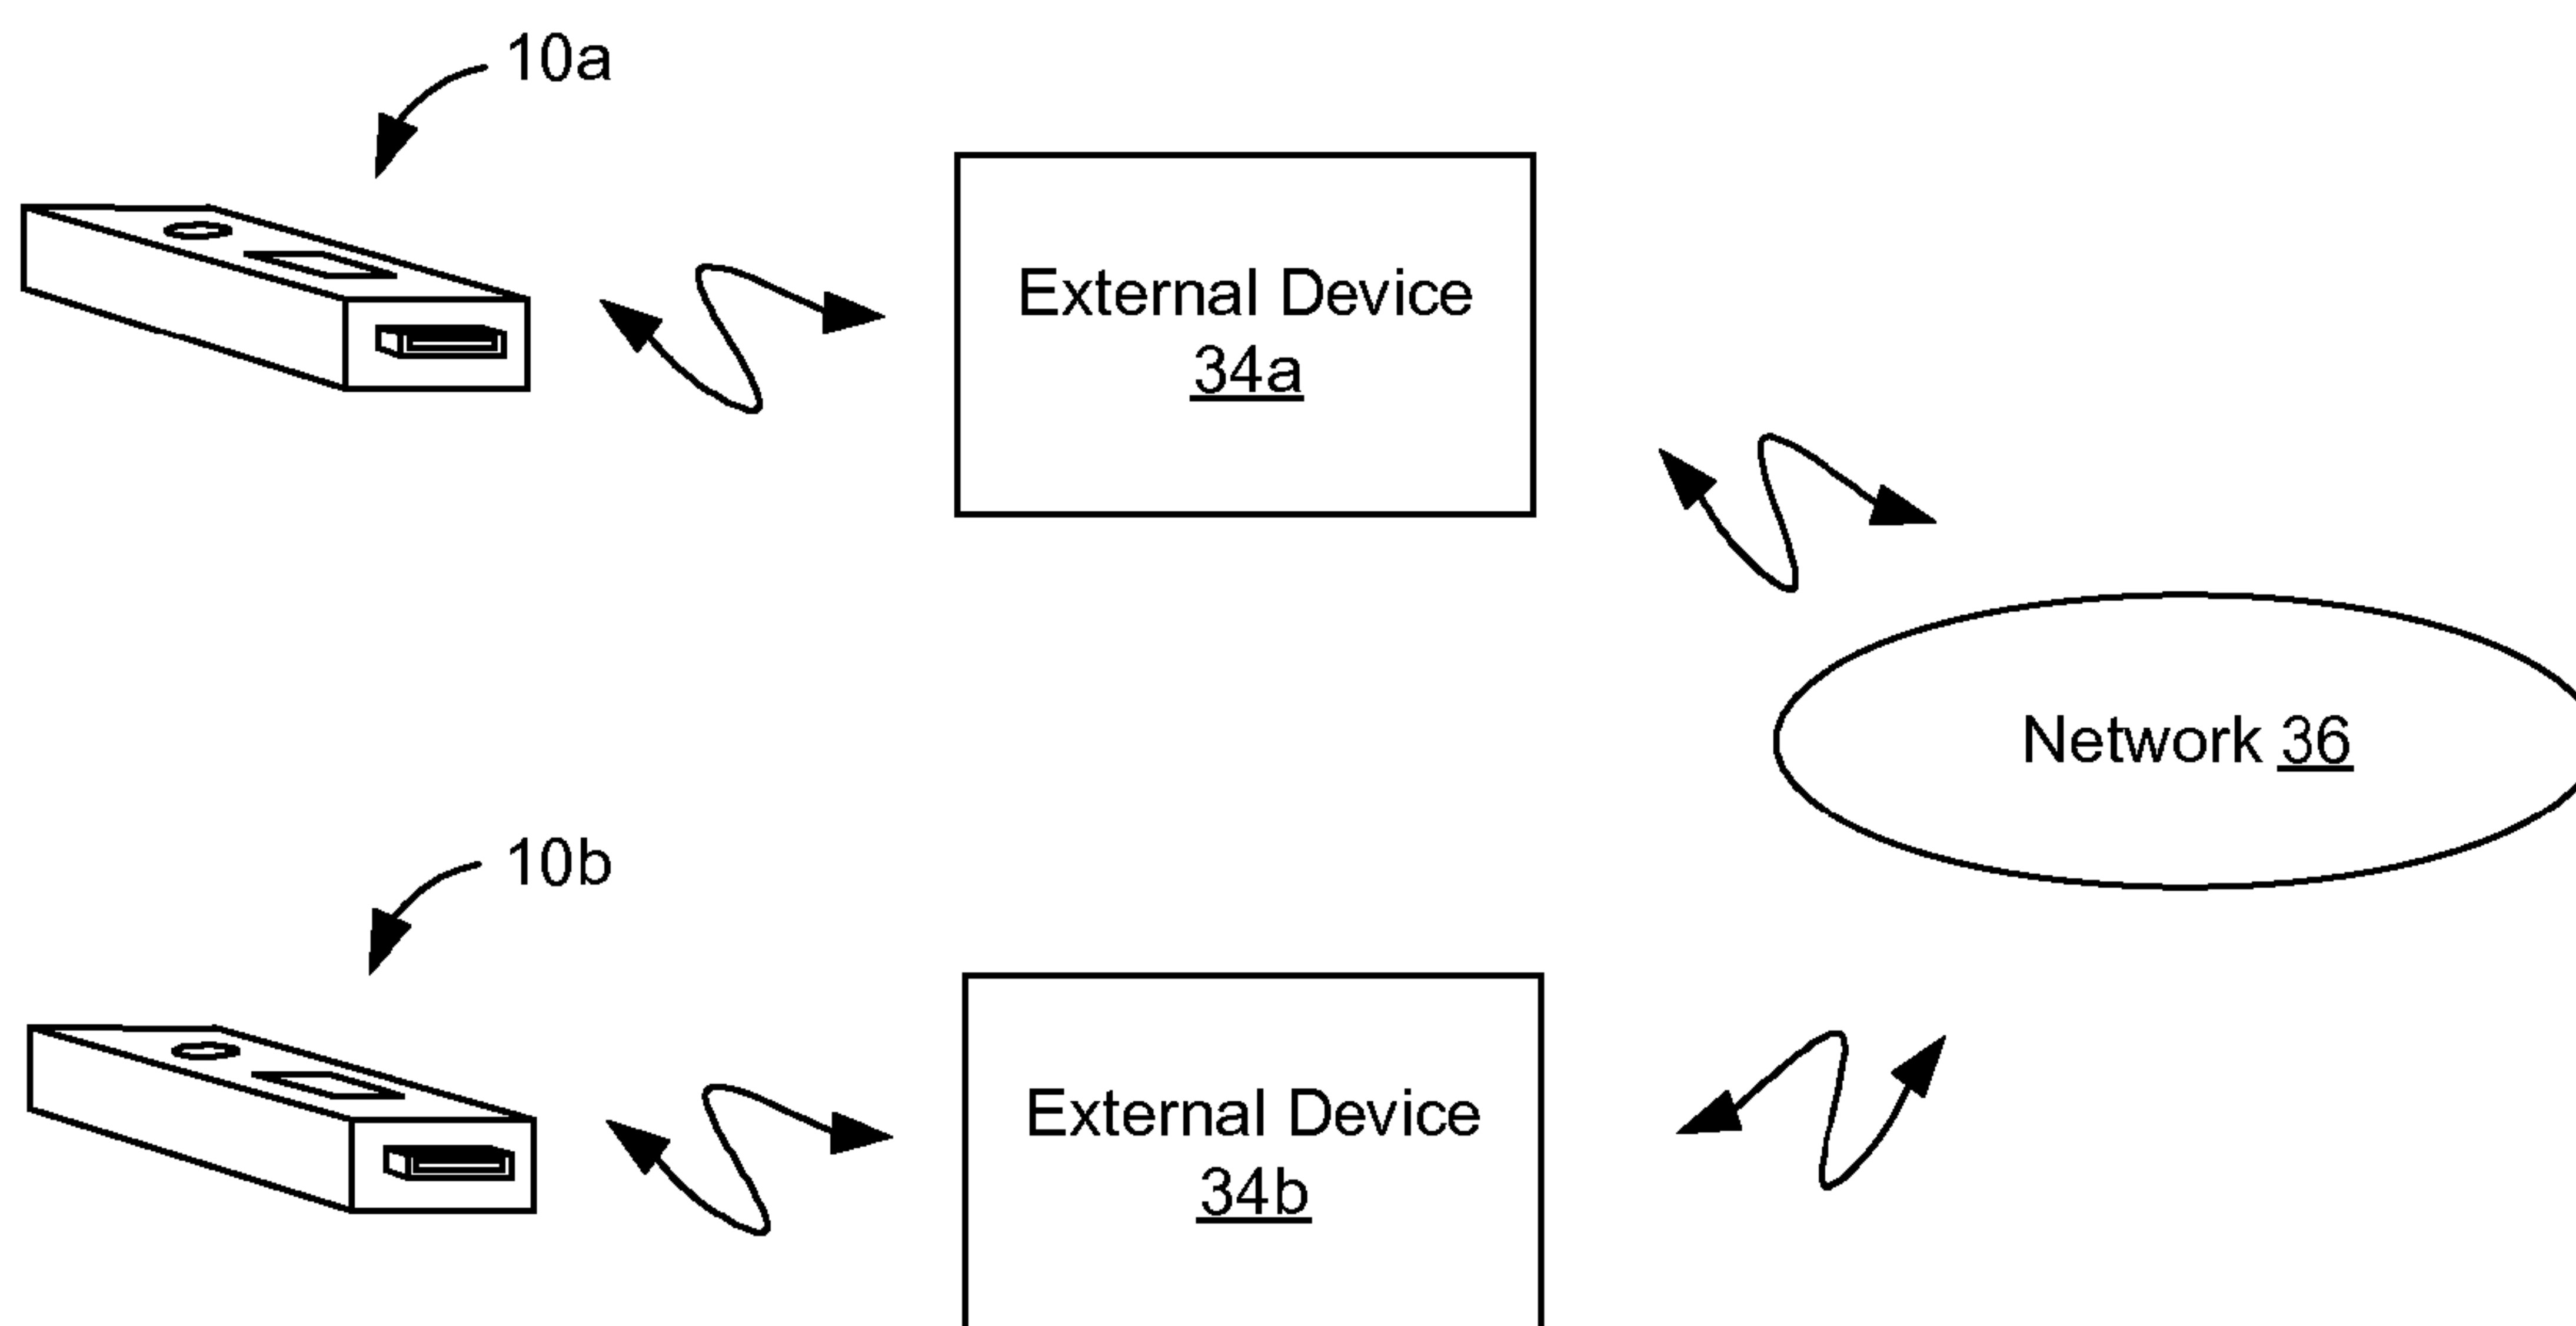 10a
External Device
34a
Network 36
10b
External Device
34b